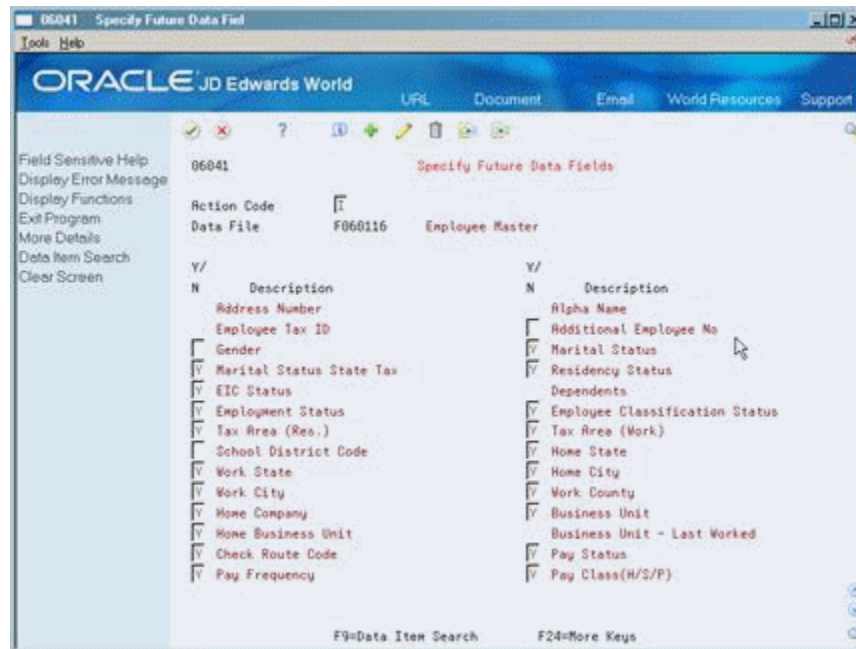 06041 Specify Future Data Fiel
Tools Help
ORACLE JD Edwards World
URL Document Email World Resources Support
Field Sensitive Help
Display Error Message
Display Functions
Exit Program
More Details
Data Item Search
Clear Screen
06041 Specify Future Data Fields
Action Code I
Data File F060116 Employee Master
Y/ Y/
N Description N Description
Address Number Alpha Name
Employee Tax ID Additional Employee No
Gender Y Marital Status
Y Marital Status State Tax Y Residency Status
Y EIC Status Dependents
Y Employment Status Y Employee Classification Status
Y Tax Area (Res.) Y Tax Area (Work)
School District Code Y Home State
Y Work State Y Home City
Y Work City Y Work County
Y Home Company Y Business Unit
Y Home Business Unit Business Unit - Last Worked
Y Check Route Code Y Pay Status
Y Pay Frequency Y Pay Class(H/S/P)
F9=Data Item Search F24=More Keys